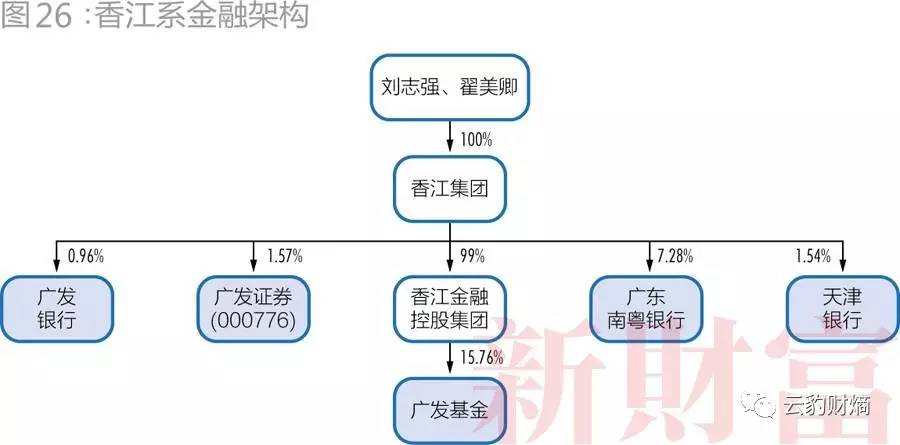 图26：香江系金融架构
刘志强、翟美卿
100%
香江集团
0.96%
1.57%
99%
7.28%
1.54%
广发
银行
广发证券
(000776)
香江金融
控股集团
广东
南粤银行
天津
银行
15.76%
广发基金
新財富
云豹财熵